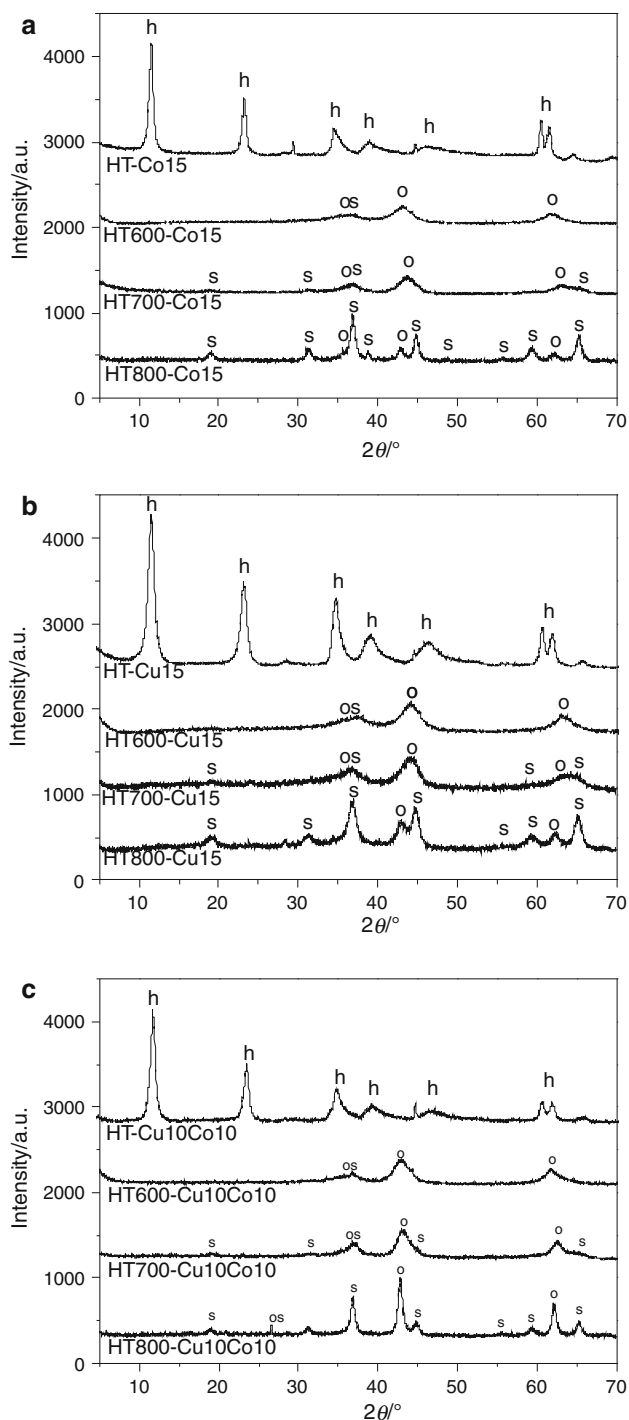 a
Intensity/a.u.
4000
3000
2000
1000
0
h h h h h h
HT-Co15
os o o
HT600-Co15
s s o s o o s
HT700-Co15
s s o s s o s s s s o s
HT800-Co15
10 20 30 40 50 60 70
2θ/°
b
Intensity/a.u.
4000
3000
2000
1000
0
h h h h h h
HT-Cu15
os o o
HT600-Cu15
s os o s o s
HT700-Cu15
s s s o s s s o s
HT800-Cu15
10 20 30 40 50 60 70
2θ/°
c
Intensity/a.u.
4000
3000
2000
1000
0
h h h h h h
HT-Cu10Co10
os o o
HT600-Cu10Co10
s s os o s o s
HT700-Cu10Co10
s os s o s s s o s
HT800-Cu10Co10
10 20 30 40 50 60 70
2θ/°